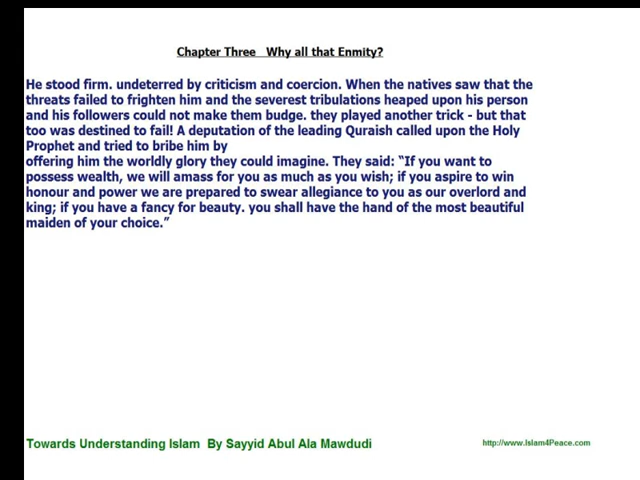 Chapter Three   Why all that Enmity?
He stood firm. undeterred by criticism and coercion. When the natives saw that the
threats failed to frighten him and the severest tribulations heaped upon his person
and his followers could not make them budge. they played another trick - but that
too was destined to fail! A deputation of the leading Quraish called upon the Holy
Prophet and tried to bribe him by
offering him the worldly glory they could imagine. They said: “If you want to
possess wealth, we will amass for you as much as you wish; if you aspire to win
honour and power we are prepared to swear allegiance to you as our overlord and
king; if you have a fancy for beauty. you shall have the hand of the most beautiful
maiden of your choice.”
Towards Understanding Islam  By Sayyid Abul Ala Mawdudi
http://www.Islam4Peace.com